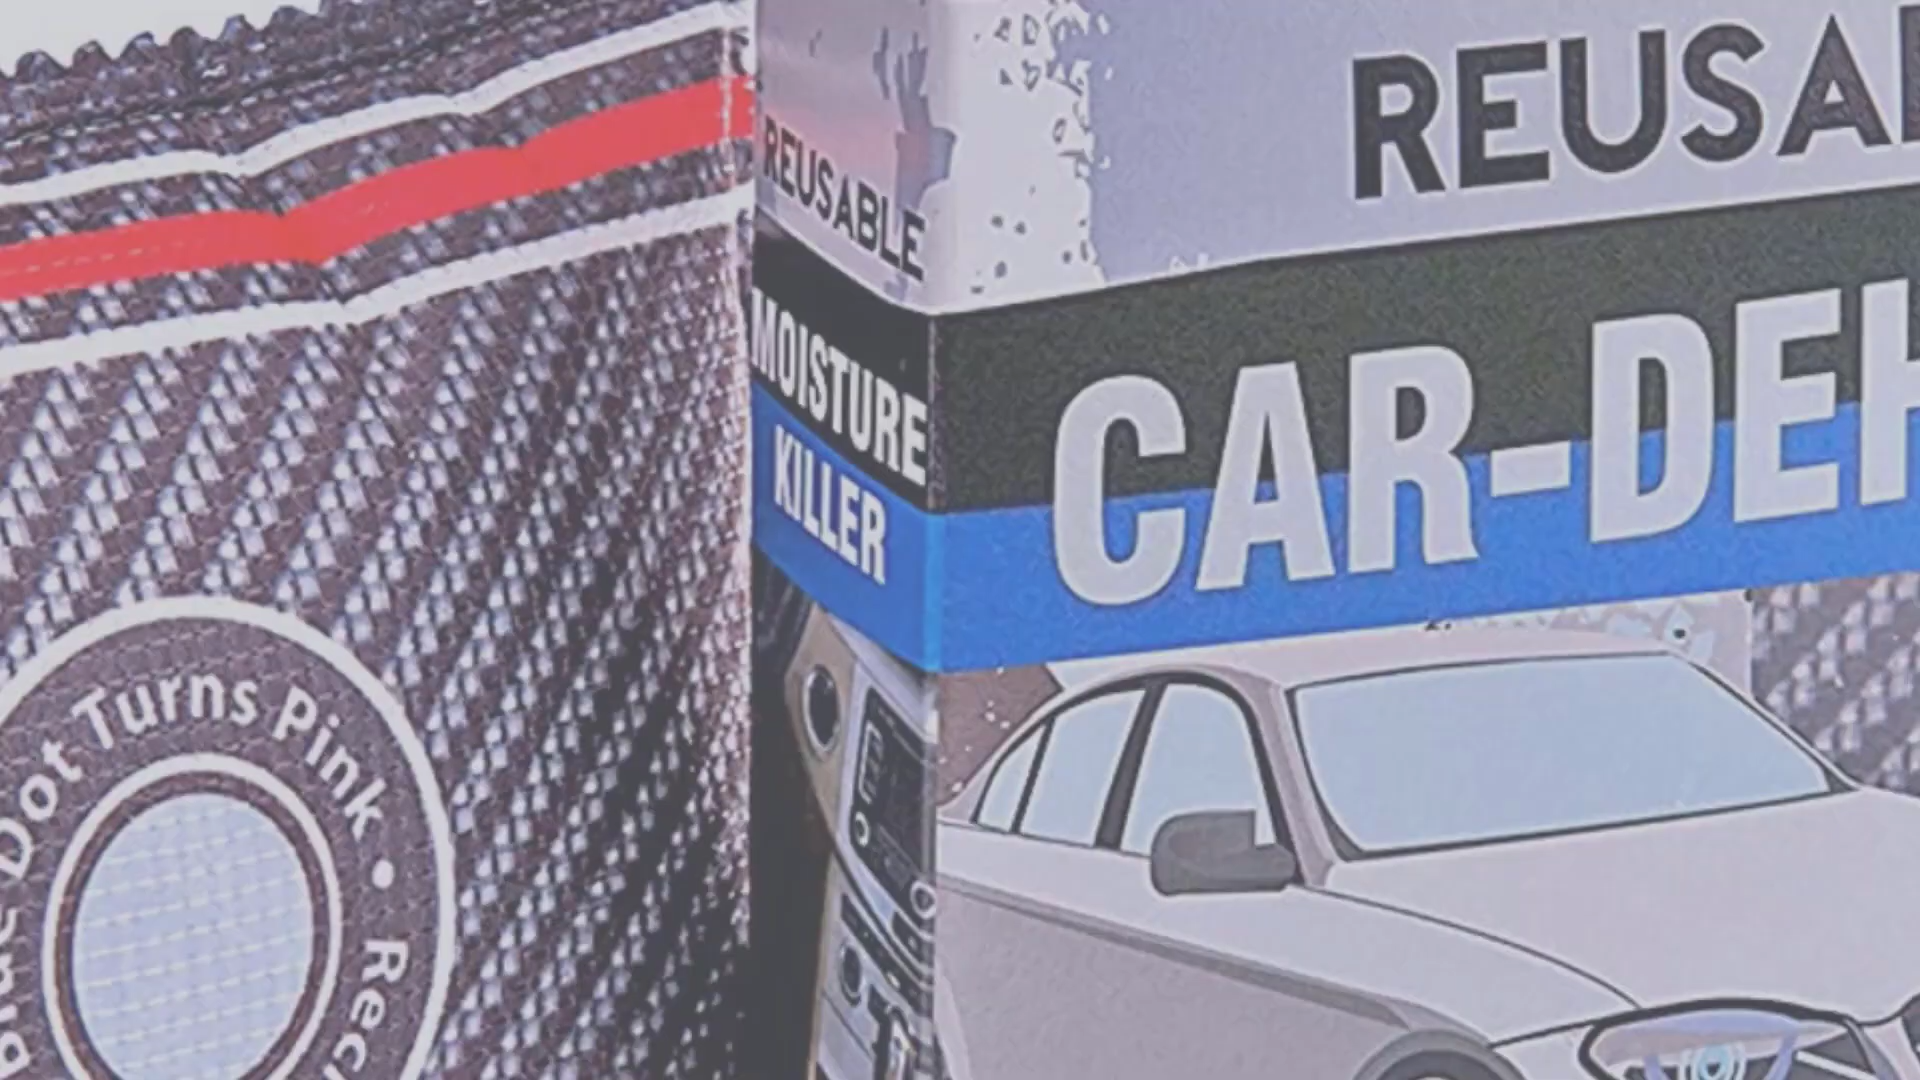 REUSABLE
MOISTURE
KILLER
REUSA
CAR-DEH
Dot Turns Pink • Rec